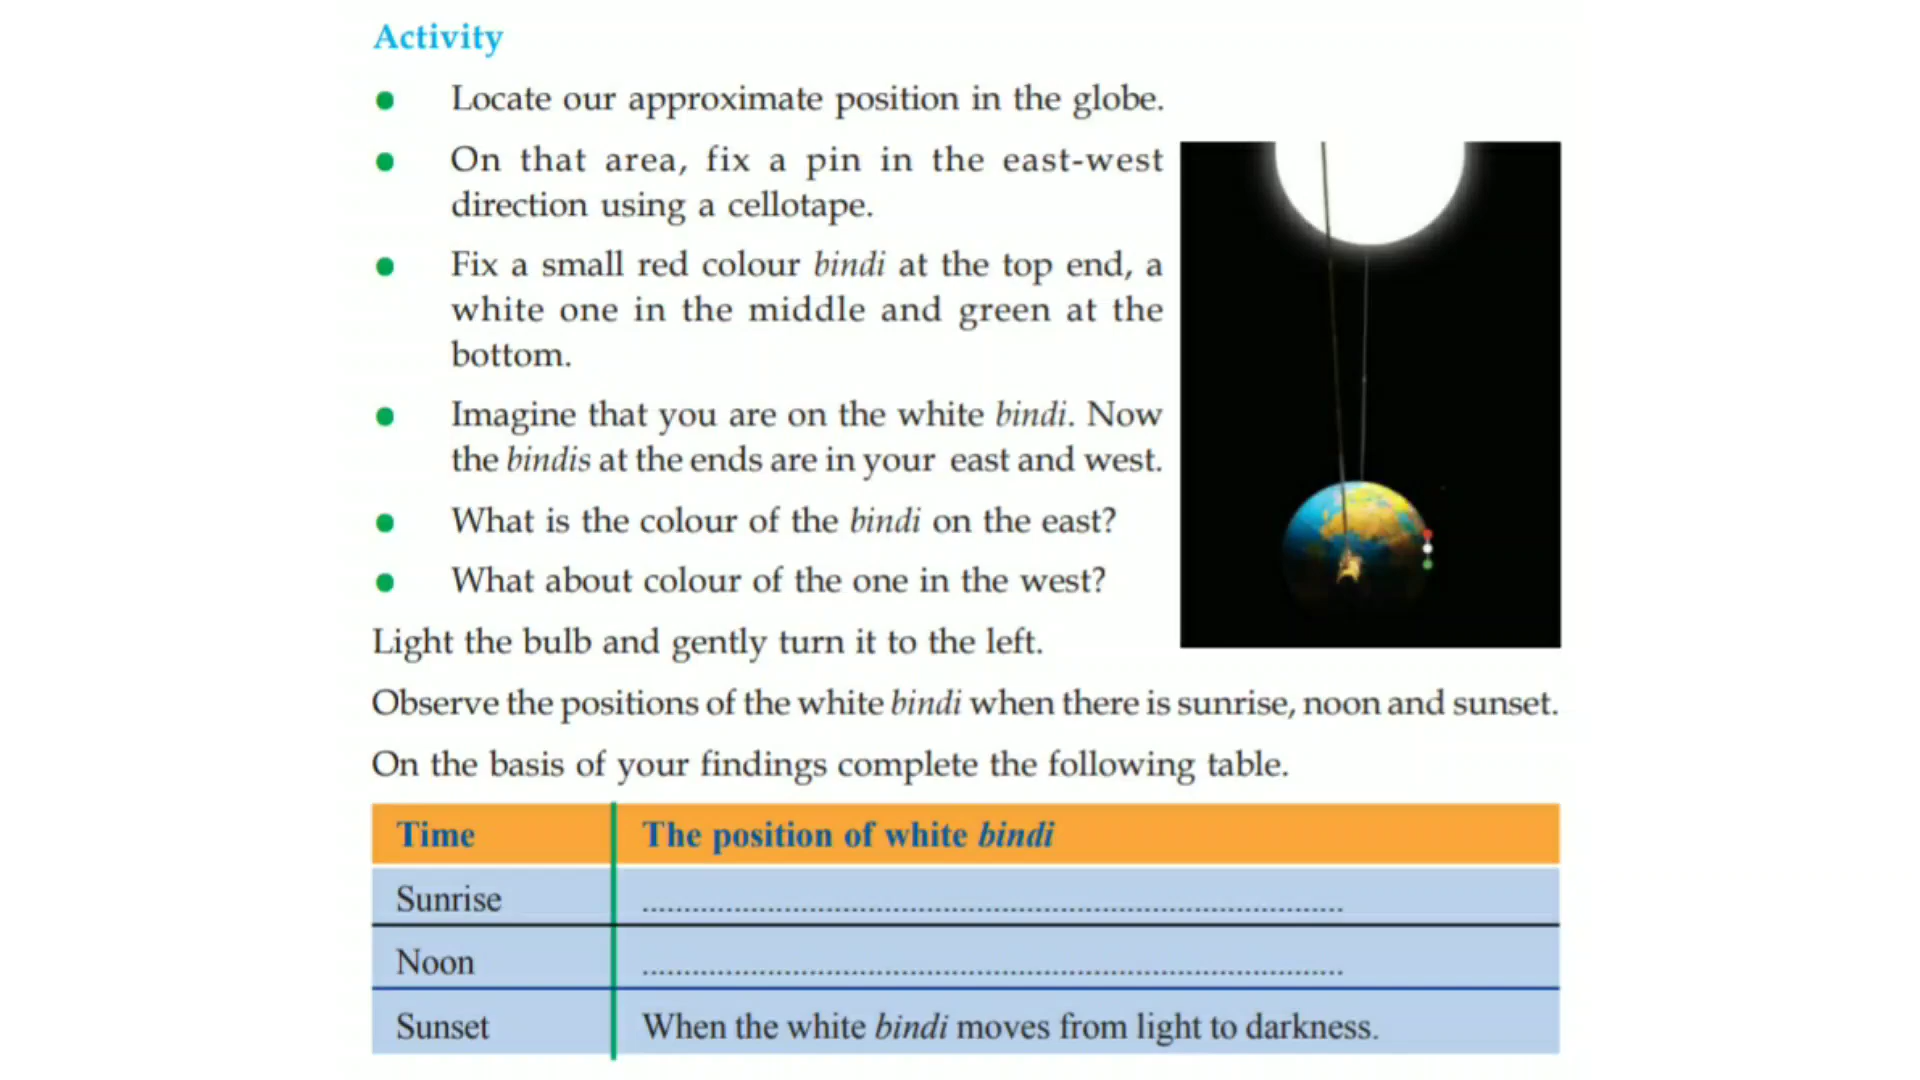 Activity
Locate our approximate position in the globe.
On that area, fix a pin in the east-west
direction using a cellotape.
Fix a small red colour bindi at the top end, a
white one in the middle and green at the
bottom.
Imagine that you are on the white bindi. Now
the bindis at the ends are in your east and west.
What is the colour of the bindi on the east?
What about colour of the one in the west?
Light the bulb and gently turn it to the left.
Observe the positions of the white bindi when there is sunrise, noon and sunset.
On the basis of your findings complete the following table.
Time The position of white bindi
Sunrise ....................................................................................
Noon ....................................................................................
Sunset When the white bindi moves from light to darkness.